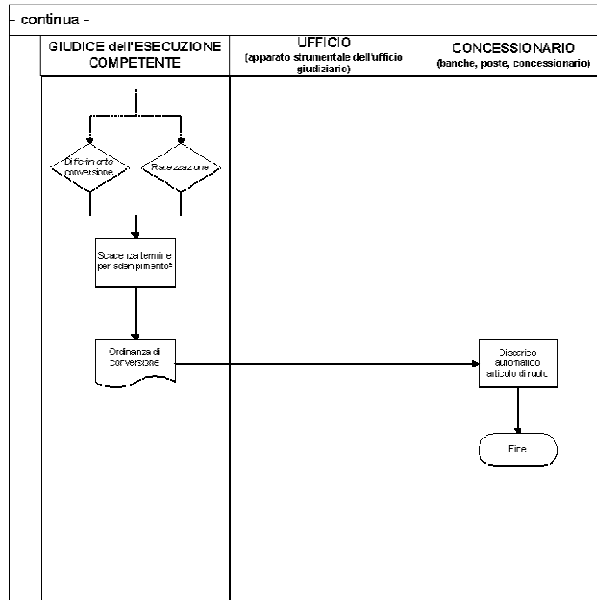 - continua -
GIUDICE dell'ESECUZIONE
COMPETENTE
UFFICIO
(apparato strumentale dell'ufficio
giudiziario)
CONCESSIONARIO
(banche, poste, concessionario)
Differimento
conversione
Rateizzazione
Scadenza termine
per adempimento
Ordinanza di
conversione
Discarico
automatico
articolo di ruolo
Fine